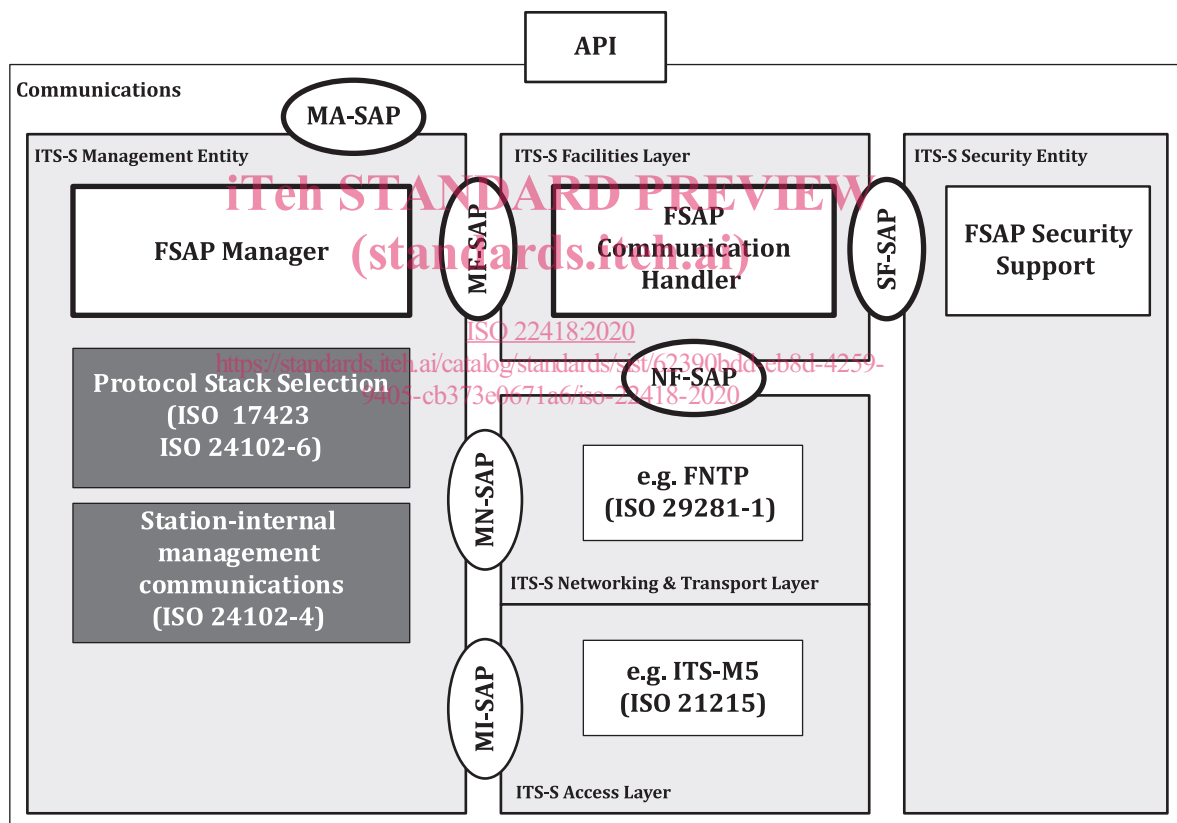 API
Communications
MA-SAP
ITS-S Management Entity
FSAP Manager
Protocol Stack Selection
(ISO 17423
ISO 24102-6)
Station-internal
management
communications
(ISO 24102-4)
MF-SAP
MN-SAP
MI-SAP
ITS-S Facilities Layer
FSAP
Communication
Handler
NF-SAP
e.g. FNTP
(ISO 29281-1)
ITS-S Networking & Transport Layer
e.g. ITS-M5
(ISO 21215)
ITS-S Access Layer
SF-SAP
ITS-S Security Entity
FSAP Security
Support
iTeh STANDARD PREVIEW
(standards.iteh.ai)
ISO 22418:2020
https://standards.iteh.ai/catalog/standards/sist/62390bdd-eb8d-4259-
9405-cb373e0671a6/iso-22418-2020